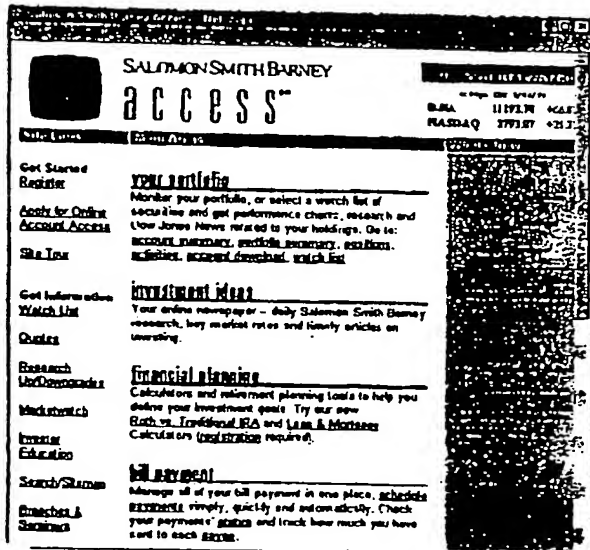 SALOMON SMITH BARNEY
access℠
DJIA
NASDAQ
Get Started
Register
Apply for Online
Account Access
Site Tour
Get Information
Watch List
Quotes
Research
Up/Downgrades
Marketwatch
Investor
Education
Search/Sitemap
Branches &
Seminars
your portfolio
Monitor your portfolio, or select a watch list of
securities and get performance charts, research and
Dow Jones News related to your holdings. Go to:
account summary, portfolio summary, positions,
activities, account download, watch list
investment ideas
Your online newspaper – daily Salomon Smith Barney
research, key market rates and timely articles on
investing.
financial planning
Calculators and retirement planning tools to help you
define your investment goals. Try our new
Roth vs. Traditional IRA and Loan & Mortgage
Calculators (registration required).
bill payment
Manage all of your bill payment in one place, schedule
payments simply, quickly and automatically. Check
your payments' status and track how much you have
sent to each payee.